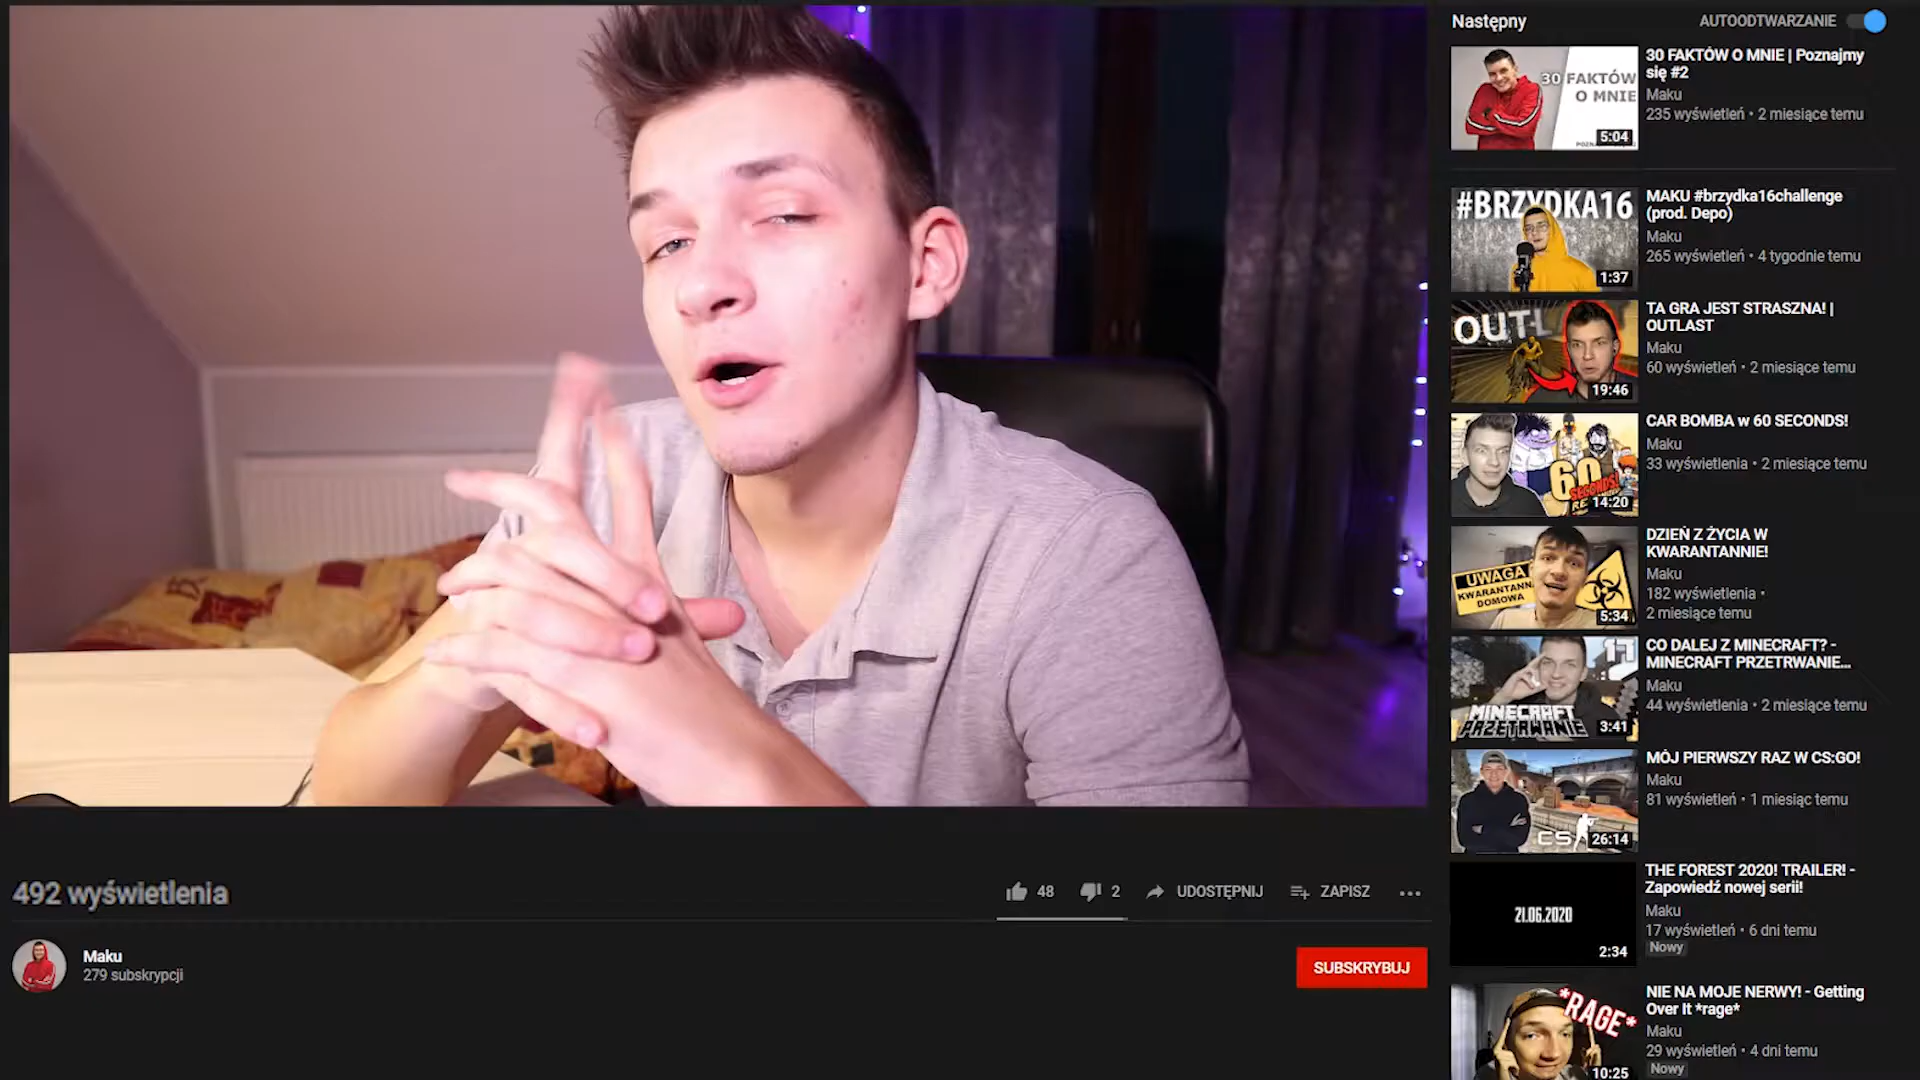 Następny
AUTOODTWARZANIE
30 FAKTÓW
O MNIE
5:04
30 FAKTÓW O MNIE | Poznajmy
się #2
Maku
235 wyświetleń • 2 miesiące temu
#BRZYDKA16
1:37
MAKU #brzydka16challenge
(prod. Depo)
Maku
265 wyświetleń • 4 tygodnie temu
OUTL
19:46
TA GRA JEST STRASZNA! |
OUTLAST
Maku
60 wyświetleń • 2 miesiące temu
60
SECONDS!
14:20
CAR BOMBA w 60 SECONDS!
Maku
33 wyświetlenia • 2 miesiące temu
UWAGA
KWARANTANN
DOMOWA
5:34
DZIEŃ Z ŻYCIA W
KWARANTANNIE!
Maku
182 wyświetlenia •
2 miesiące temu
17
MINECRAFT
PRZETRWANIE
3:41
CO DALEJ Z MINECRAFT? -
MINECRAFT PRZETRWANIE...
Maku
44 wyświetlenia • 2 miesiące temu
CS
26:14
MÓJ PIERWSZY RAZ W CS:GO!
Maku
81 wyświetleń • 1 miesiąc temu
21.06.2020
2:34
THE FOREST 2020! TRAILER! -
Zapowiedź nowej serii!
Maku
17 wyświetleń • 6 dni temu
Nowy
*RAGE*
10:25
NIE NA MOJE NERWY! - Getting
Over It *rage*
Maku
29 wyświetleń • 4 dni temu
Nowy
492 wyświetlenia
48
2
UDOSTĘPNIJ
ZAPISZ
Maku
279 subskrypcji
SUBSKRYBUJ